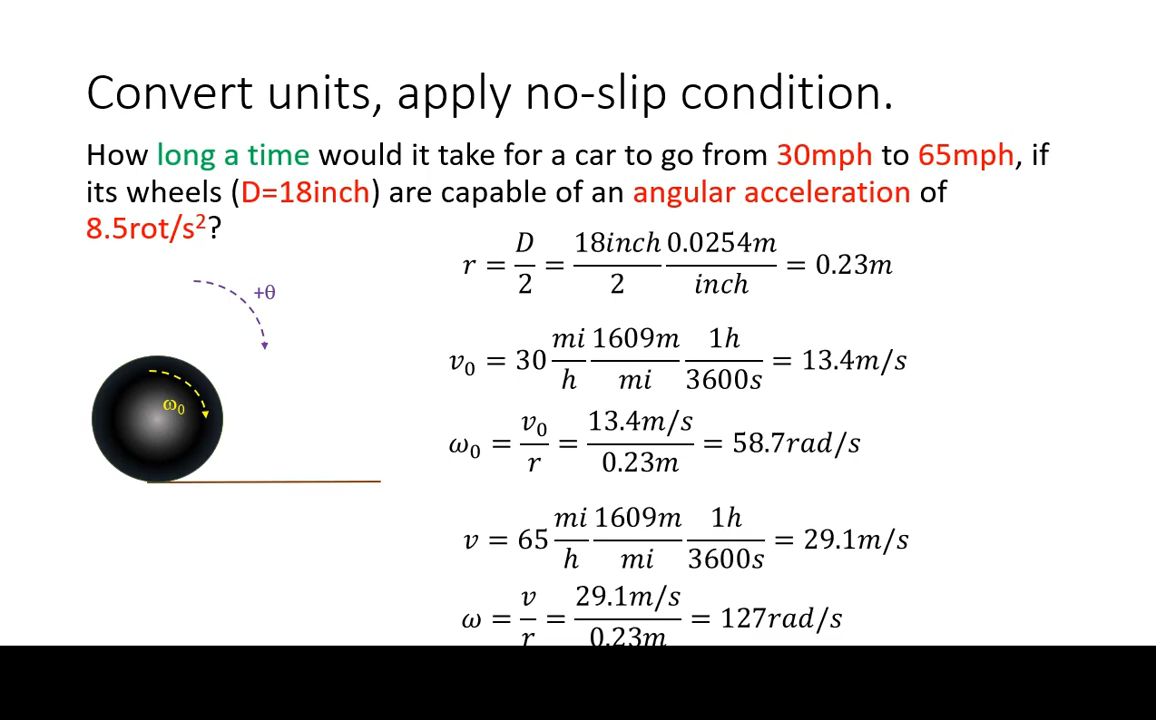 Convert units, apply no-slip condition.
How long a time would it take for a car to go from 30mph to 65mph, if
its wheels (D=18inch) are capable of an angular acceleration of
8.5rot/s²?
r = D/2 = 18inch/2 0.0254m/inch = 0.23m
+θ
v₀ = 30 mi/h 1609m/mi 1h/3600s = 13.4m/s
ω₀
ω₀ = v₀/r = 13.4m/s/0.23m = 58.7rad/s
v = 65 mi/h 1609m/mi 1h/3600s = 29.1m/s
ω = v/r = 29.1m/s/0.23m = 127rad/s